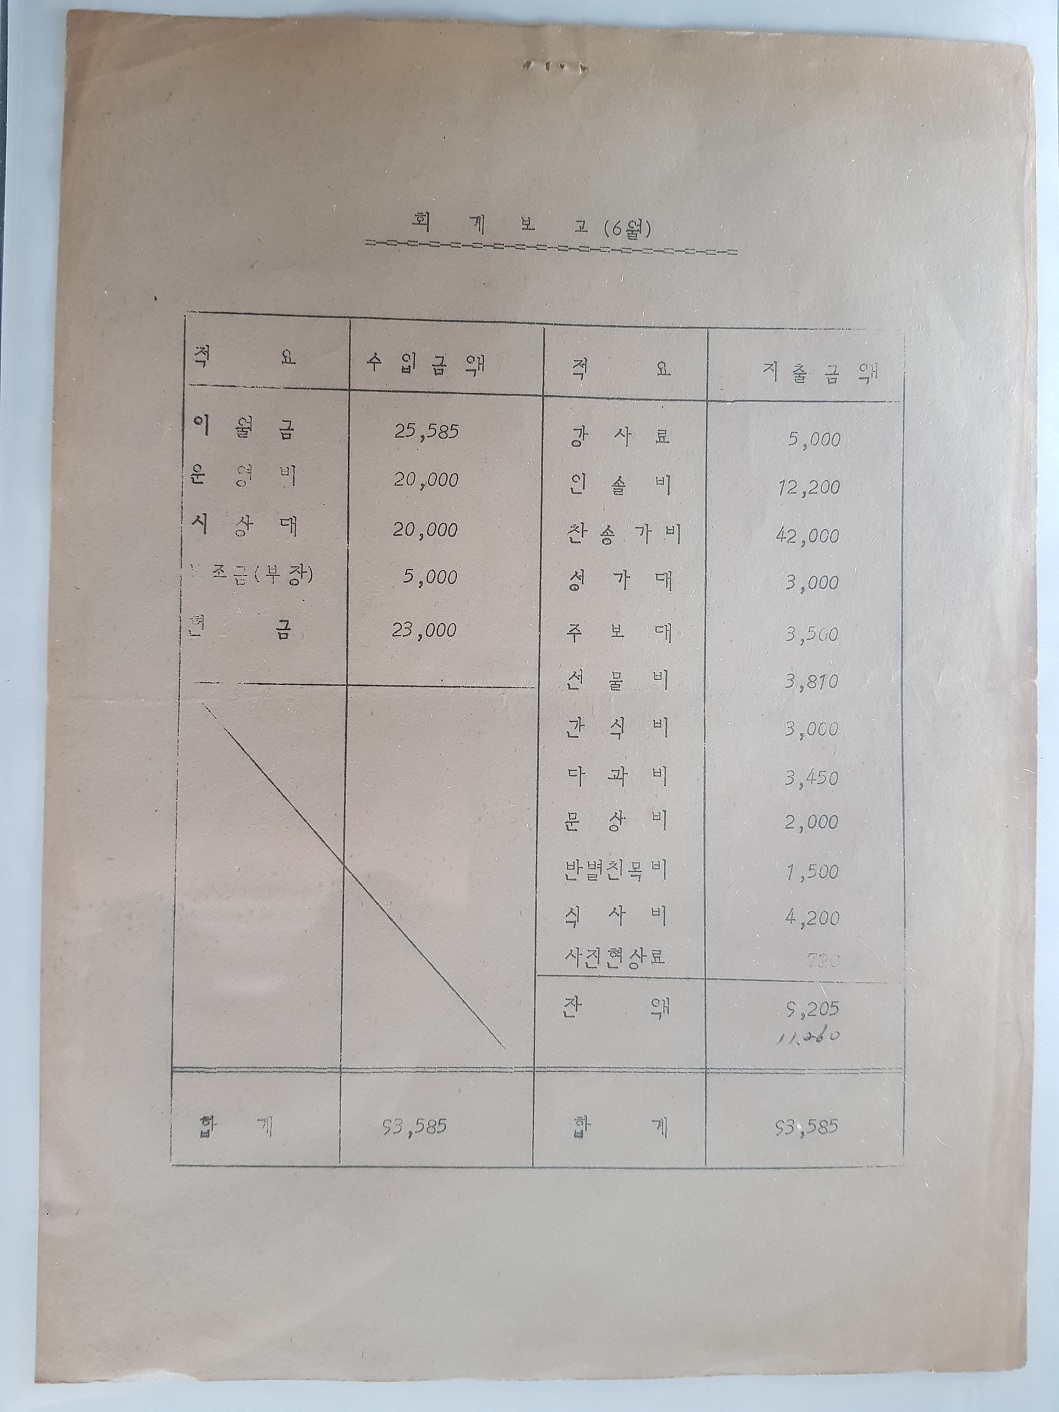 회 계 보 고 (6월)
적 요 수 입 금 액 적 요 지 출 금 액
이 월 금 25,585 강 사 료 5,000
운 영 비 20,000 인 솔 비 12,200
시 상 대 20,000 찬 송 가 비 42,000
조금(부장) 5,000 성 가 대 3,000
헌 금 23,000 주 보 대 3,500
선 물 비 3,810
간 식 비 3,000
다 과 비 3,450
문 상 비 2,000
반별친목비 1,500
식 사 비 4,200
사진현상료
잔 액 9,205
11,260
합 계 93,585 합 계 93,585